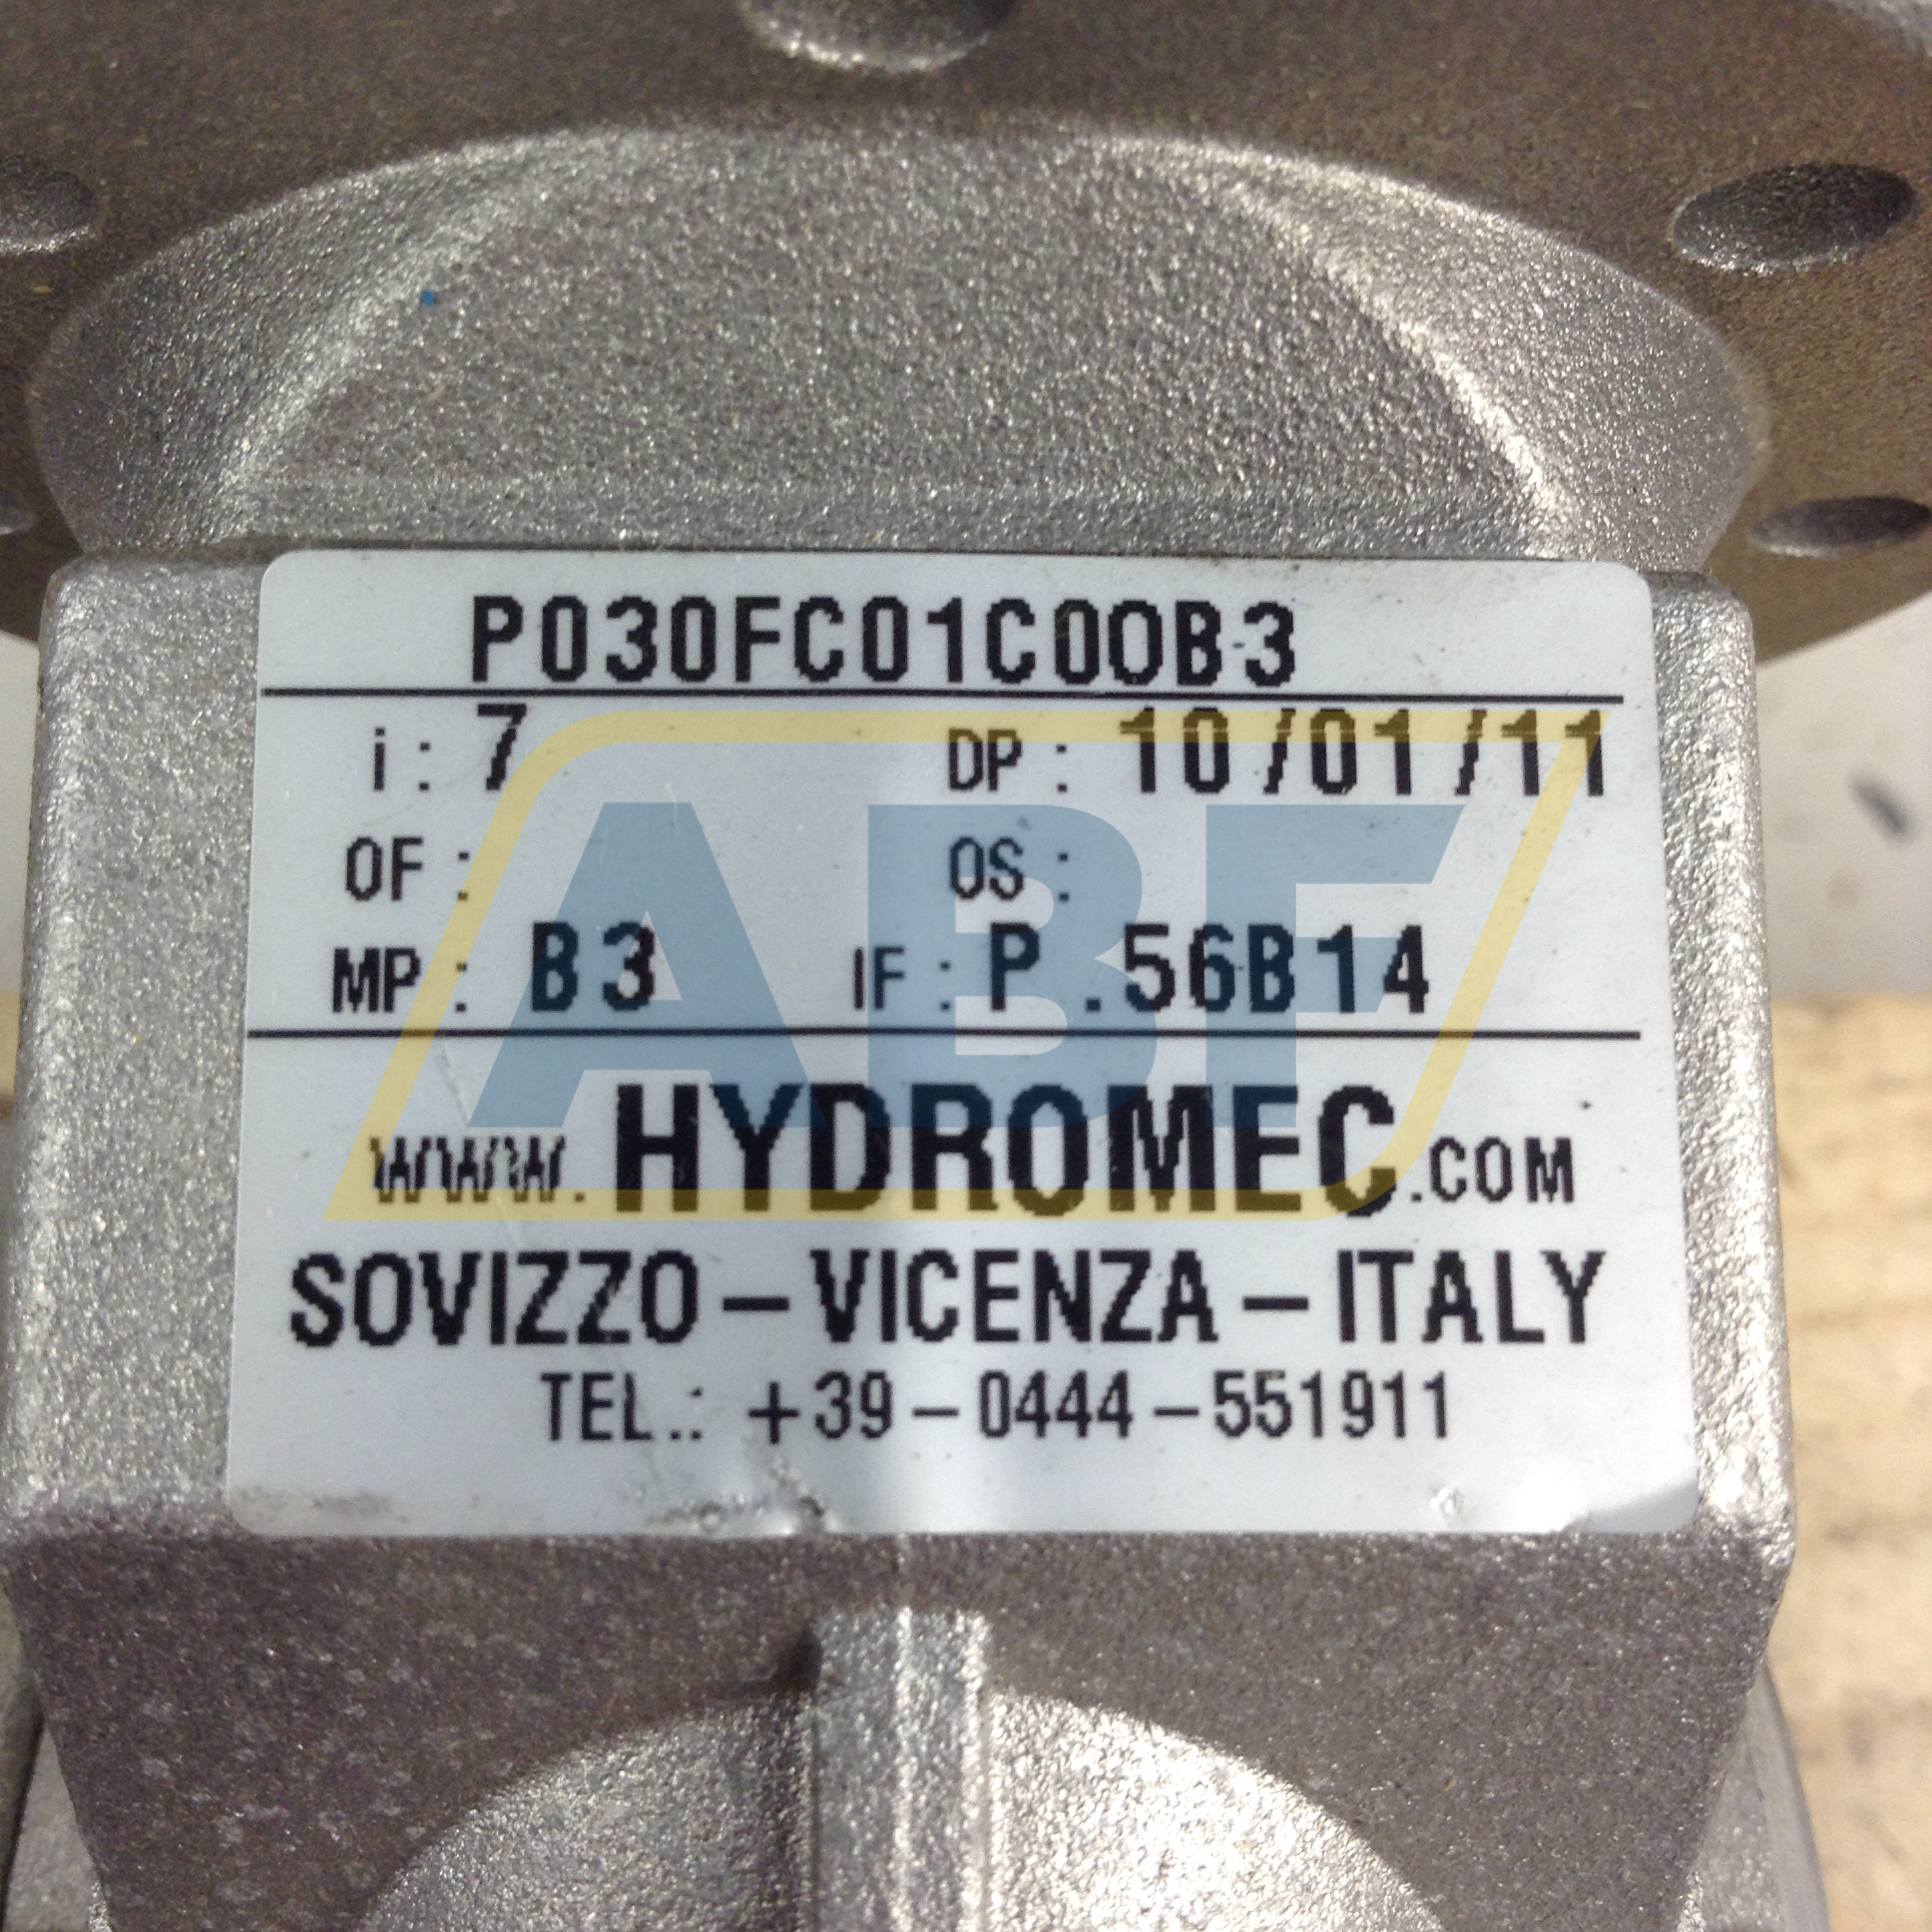 P030FC01C00B3
i: 7 DP: 10/01/11
OF: OS:
MP: B3 IF: P.56B14
ABF
www.HYDROMEC.COM
SOVIZZO-VICENZA-ITALY
TEL.: +39-0444-551911